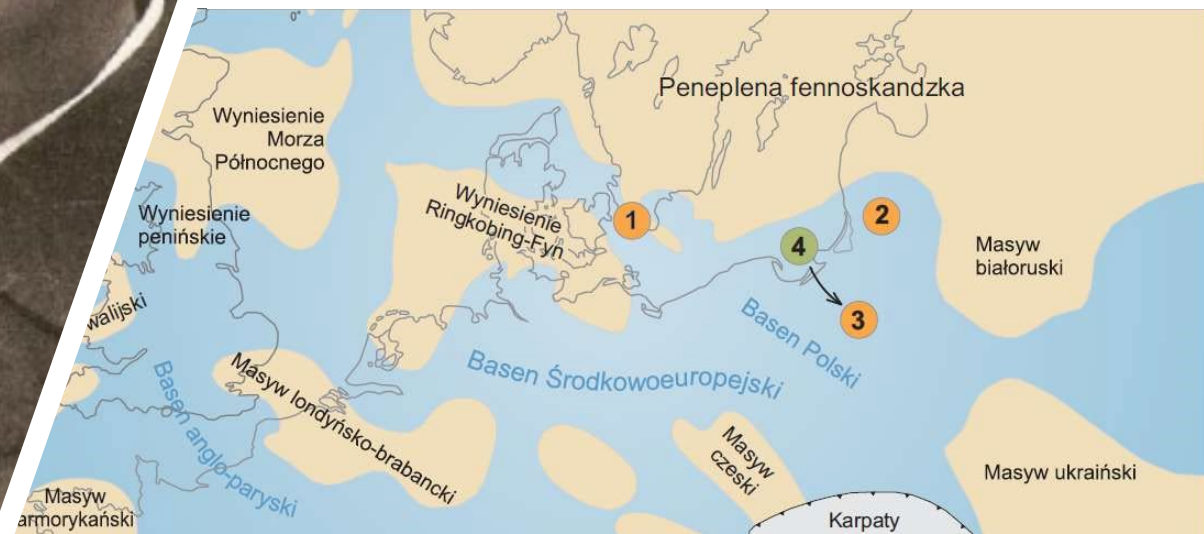 Peneplena fennoskandzka
Wyniesienie
Morza
Północnego
Wyniesienie
Ringkobing-Fyn
Wyniesienie
penińskie
1
2
4
3
Masyw
białoruski
walijski
Basen Polski
Basen Środkowoeuropejski
Masyw londyńsko-brabancki
Basen anglo-paryski
Masyw
czeski
Masyw ukraiński
Masyw
armorykański
Karpaty